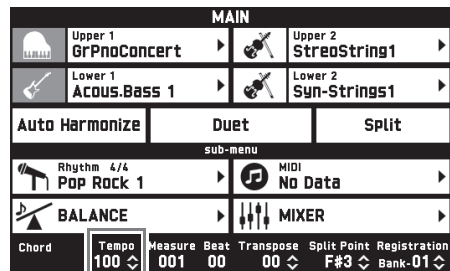 MAIN
Upper 1
GrPnoConcert
Upper 2
StreoString1
Lower 1
Acous.Bass 1
Lower 2
Syn-Strings1
Auto Harmonize
Duet
Split
sub-menu
Rhythm 4/4
Pop Rock 1
MIDI
No Data
BALANCE
MIXER
Chord Tempo Measure Beat Transpose Split Point Registration
100 001 00 00 F#3 Bank-01